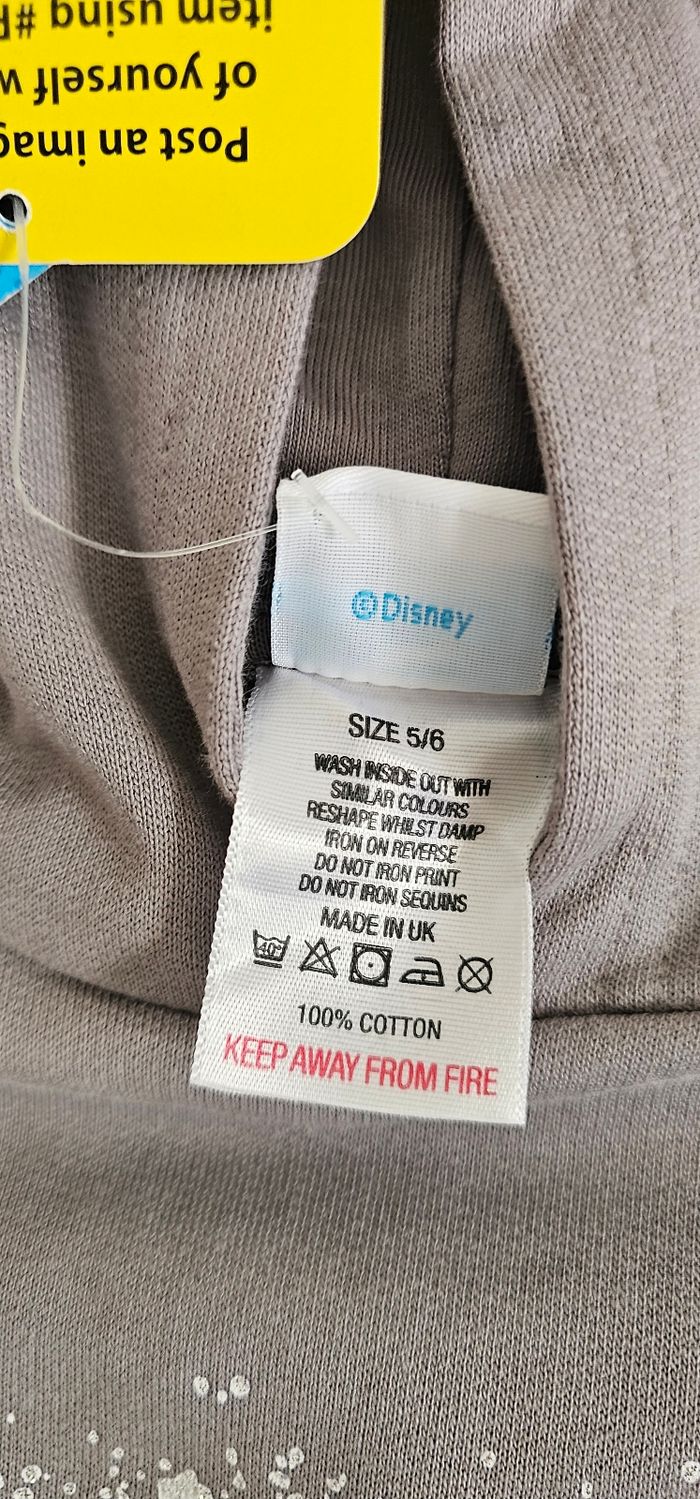 Post an imag
of yourself w
item using #
©Disney
SIZE 5/6
WASH INSIDE OUT WITH
SIMILAR COLOURS
RESHAPE WHILST DAMP
IRON ON REVERSE
DO NOT IRON PRINT
DO NOT IRON SEQUINS
MADE IN UK
40°
100% COTTON
KEEP AWAY FROM FIRE